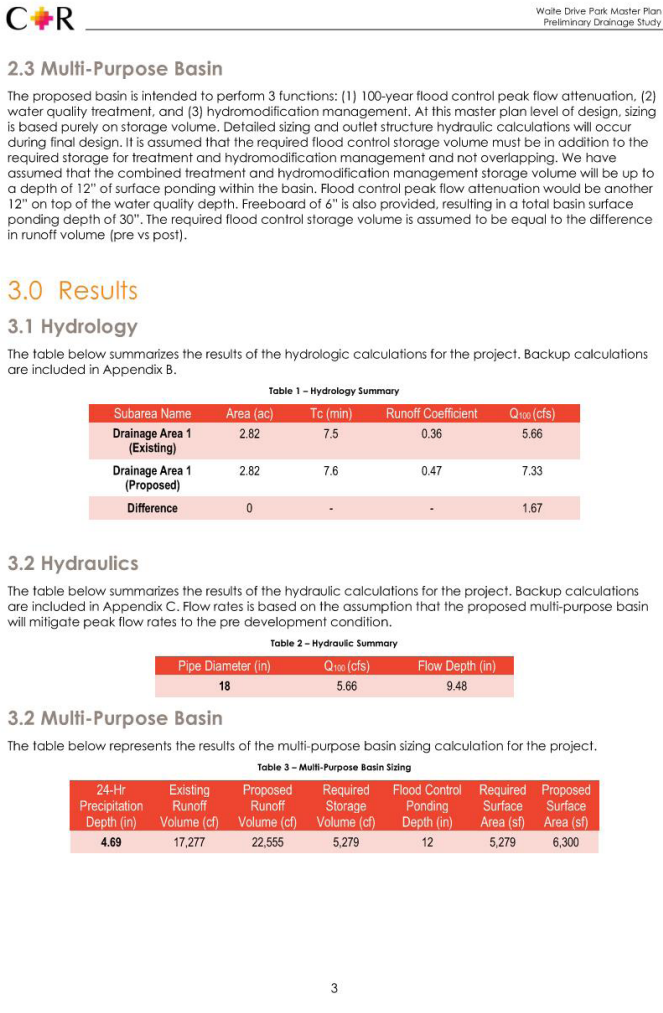 C+R
Waite Drive Park Master Plan
Preliminary Drainage Study
2.3 Multi-Purpose Basin
The proposed basin is intended to perform 3 functions: (1) 100-year flood control peak flow attenuation, (2)
water quality treatment, and (3) hydromodification management. At this master plan level of design, sizing
is based purely on storage volume. Detailed sizing and outlet structure hydraulic calculations will occur
during final design. It is assumed that the required flood control storage volume must be in addition to the
required storage for treatment and hydromodification management and not overlapping. We have
assumed that the combined treatment and hydromodification management storage volume will be up to
a depth of 12" of surface ponding within the basin. Flood control peak flow attenuation would be another
12" on top of the water quality depth. Freeboard of 6" is also provided, resulting in a total basin surface
ponding depth of 30". The required flood control storage volume is assumed to be equal to the difference
in runoff volume (pre vs post).
3.0 Results
3.1 Hydrology
The table below summarizes the results of the hydrologic calculations for the project. Backup calculations
are included in Appendix B.
Table 1 – Hydrology Summary
Subarea Name Area (ac) Tc (min) Runoff Coefficient Q100 (cfs)
Drainage Area 1 2.82 7.5 0.36 5.66
(Existing)
Drainage Area 1 2.82 7.6 0.47 7.33
(Proposed)
Difference 0 - - 1.67
3.2 Hydraulics
The table below summarizes the results of the hydraulic calculations for the project. Backup calculations
are included in Appendix C. Flow rates is based on the assumption that the proposed multi-purpose basin
will mitigate peak flow rates to the pre development condition.
Table 2 – Hydraulic Summary
Pipe Diameter (in) Q100 (cfs) Flow Depth (in)
18 5.66 9.48
3.2 Multi-Purpose Basin
The table below represents the results of the multi-purpose basin sizing calculation for the project.
Table 3 – Multi-Purpose Basin Sizing
24-Hr Existing Proposed Required Flood Control Required Proposed
Precipitation Runoff Runoff Storage Ponding Surface Surface
Depth (in) Volume (cf) Volume (cf) Volume (cf) Depth (in) Area (sf) Area (sf)
4.69 17,277 22,555 5,279 12 5,279 6,300
3